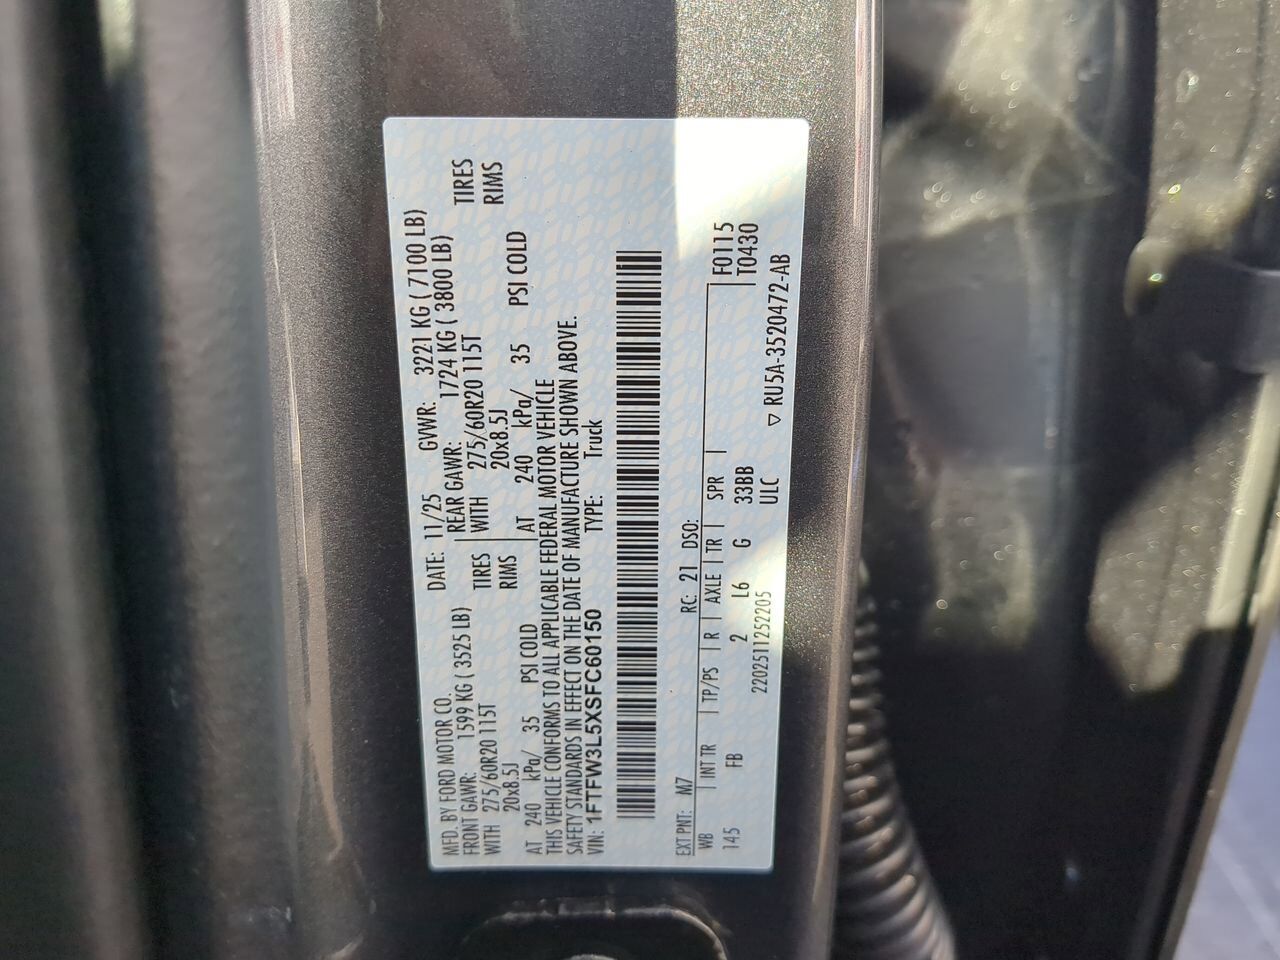 MFD. BY FORD MOTOR CO.
DATE: 11/25 GVWR: 3221 KG ( 7100 LB)
FRONT GAWR: 1599 KG ( 3525 LB)
REAR GAWR: 1724 KG ( 3800 LB)
WITH 275/60R20 115T TIRES
WITH 275/60R20 115T TIRES
20x8.5J RIMS
20x8.5J RIMS
AT 240 kPa/ 35 PSI COLD
AT 240 kPa/ 35 PSI COLD
THIS VEHICLE CONFORMS TO ALL APPLICABLE FEDERAL MOTOR VEHICLE
SAFETY STANDARDS IN EFFECT ON THE DATE OF MANUFACTURE SHOWN ABOVE.
VIN: 1FTFW3L5XSFC60150 TYPE: Truck
EXT PNT: M7 RC: 21 DSO:
WB INT TR TP/PS R AXLE TR SPR F0115
145 FB 2 L6 G 33BB T0430
2202511252205 ULC ▽ RU5A-3520472-AB